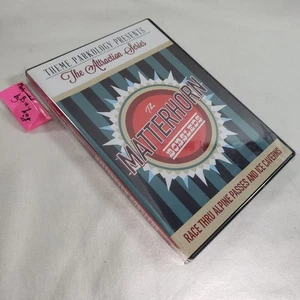 THEME PARKOLOGY PRESENTS
The Attraction Series
The
MATTERHORN
BOBSLEDS
RACE THRU ALPINE PASSES AND ICE CAVERNS